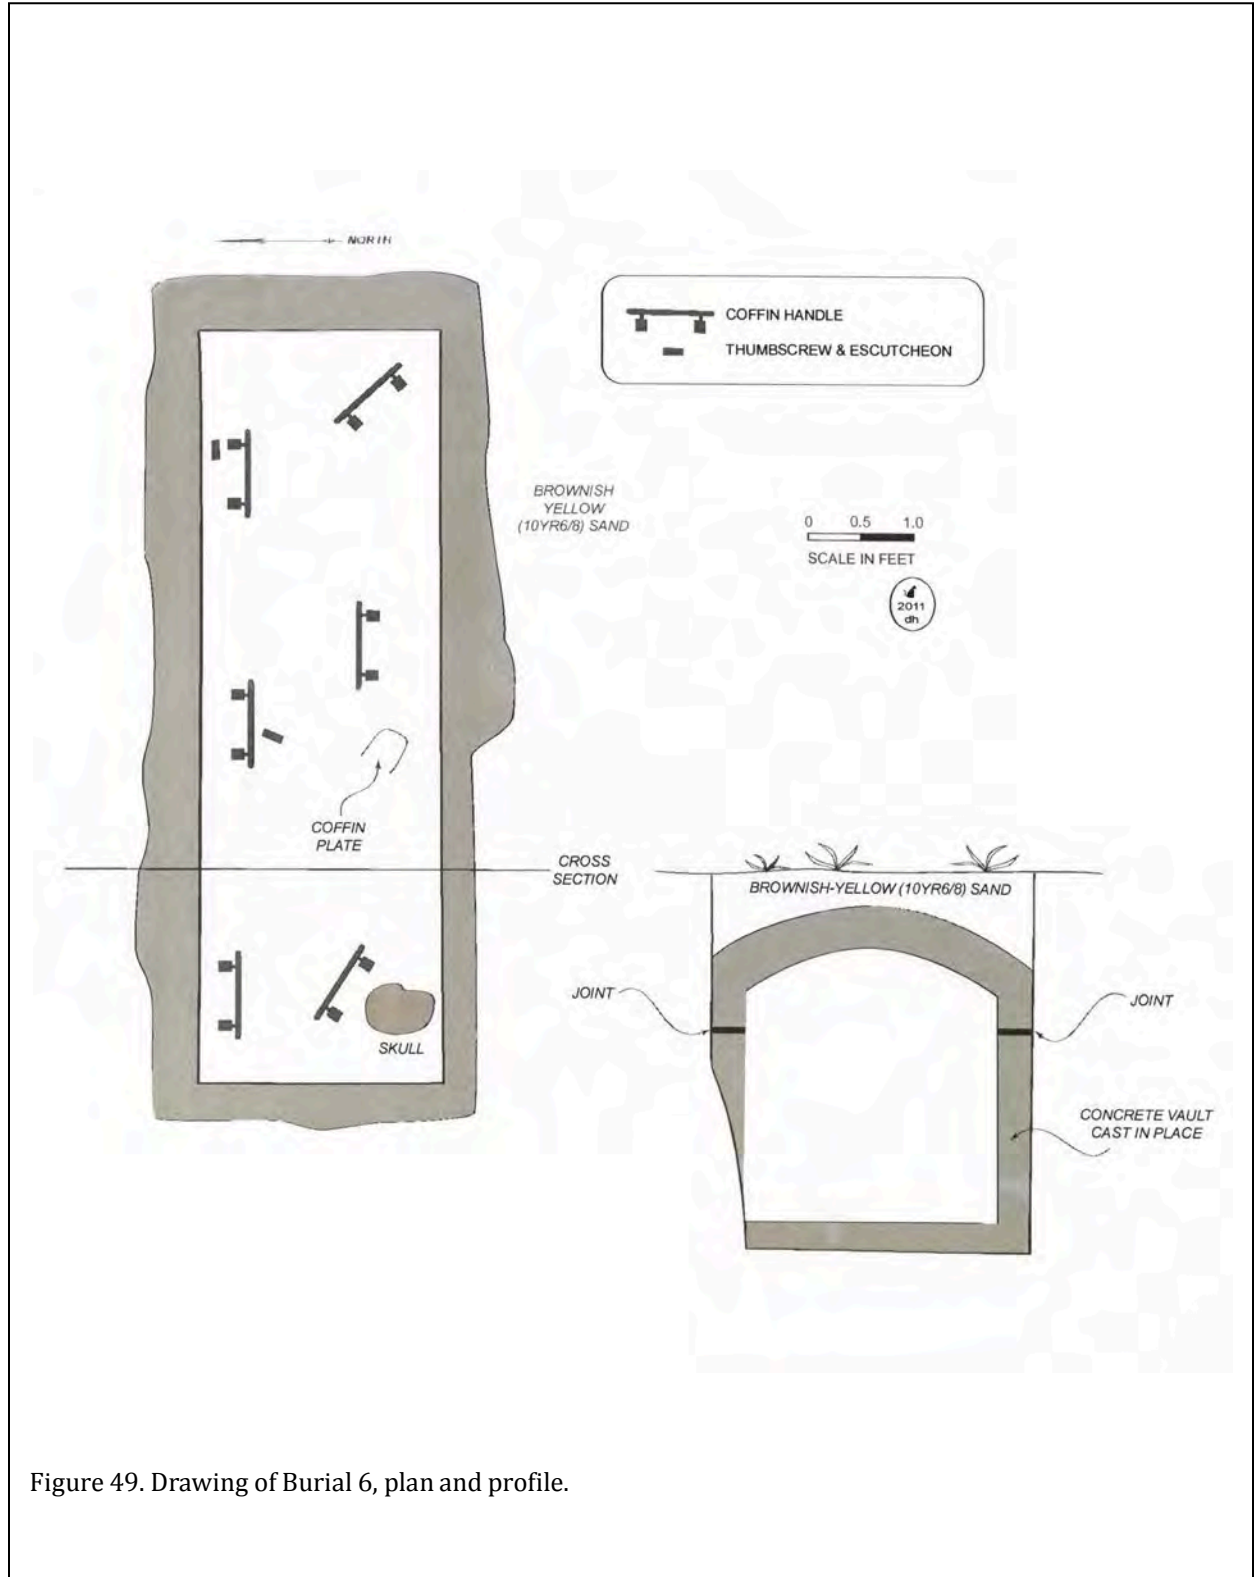 NORTH
COFFIN HANDLE
THUMBSCREW & ESCUTCHEON
BROWNISH
YELLOW
(10YR6/8) SAND
0 0.5 1.0
SCALE IN FEET
2011
dh
COFFIN
PLATE
CROSS
SECTION
SKULL
BROWNISH-YELLOW (10YR6/8) SAND
JOINT
JOINT
CONCRETE VAULT
CAST IN PLACE
Figure 49. Drawing of Burial 6, plan and profile.